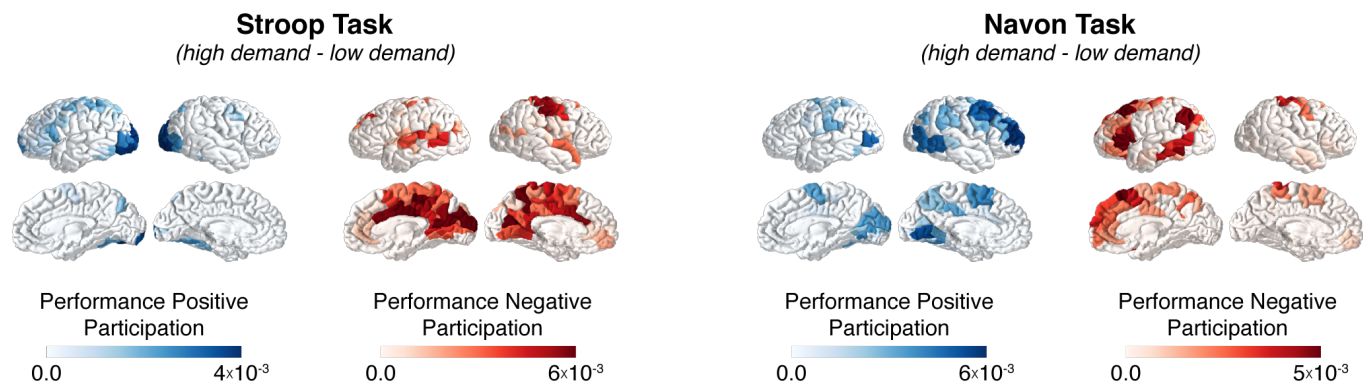 Stroop Task
(high demand - low demand)
Performance Positive
Participation
0.0 4x10⁻³
Performance Negative
Participation
0.0 6x10⁻³
Navon Task
(high demand - low demand)
Performance Positive
Participation
0.0 6x10⁻³
Performance Negative
Participation
0.0 5x10⁻³